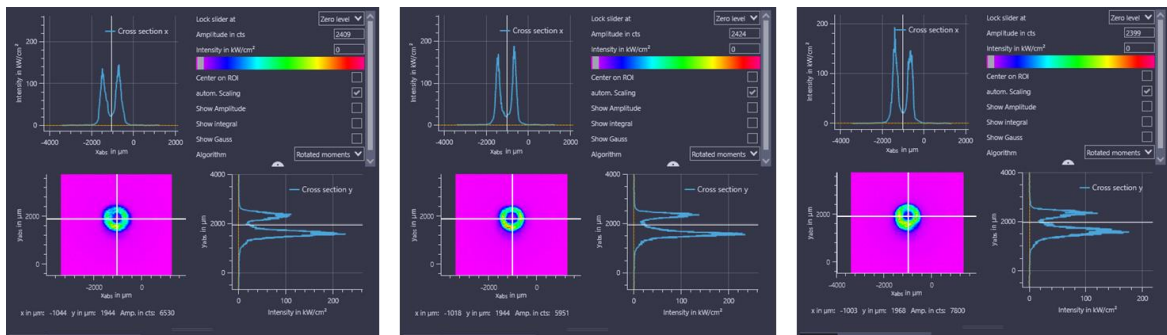 Cross section x
Intensity in kW/cm²
200
100
0
-4000
-2000
0
2000
xabs in µm
Lock slider at
Zero level
Amplitude in cts
2409
Intensity in kW/cm²
0
Center on ROI
autom. Scaling
Show Amplitude
Show integral
Show Gauss
Algorithm
Rotated moments
yabs in µm
2000
0
-2000
0
xabs in µm
Cross section y
4000
3000
2000
1000
0
0
100
200
Intensity in kW/cm²
x in µm: -1044 y in µm: 1944 Amp. in cts: 6530
Cross section x
Intensity in kW/cm²
200
100
0
-4000
-2000
0
2000
xabs in µm
Lock slider at
Zero level
Amplitude in cts
2424
Intensity in kW/cm²
0
Center on ROI
autom. Scaling
Show Amplitude
Show integral
Show Gauss
Algorithm
Rotated moments
yabs. in µm
2000
0
-2000
0
xabs in µm
Cross section y
4000
3000
2000
1000
0
0
100
200
Intensity in kW/cm²
x in µm: -1018 y in µm: 1944 Amp. in cts: 5951
Cross section x
Intensity in kW/cm²
200
100
0
-4000
-2000
0
2000
xabs in µm
Lock slider at
Zero level
Amplitude in cts
2399
Intensity in kW/cm²
0
Center on ROI
autom. Scaling
Show Amplitude
Show integral
Show Gauss
Algorithm
Rotated moments
yabs. in µm
2000
0
-2000
0
xabs in µm
Cross section y
4000
3000
2000
1000
0
0
100
200
Intensity in kW/cm²
x in µm: -1003 y in µm: 1968 Amp. in cts: 7800